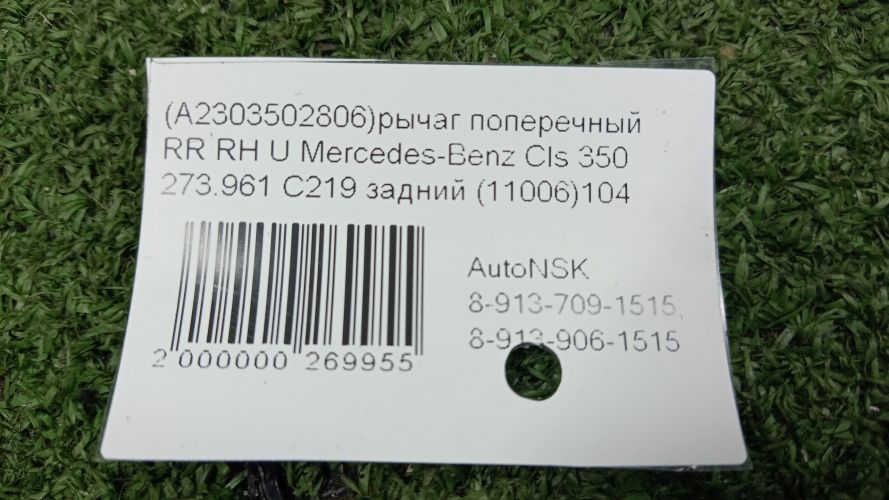 (A2303502806)рычаг поперечный
RR RH U Mercedes-Benz Cls 350
273.961 C219 задний (11006)104
AutoNSK
8-913-709-1515,
8-913-906-1515
2 000000 269955